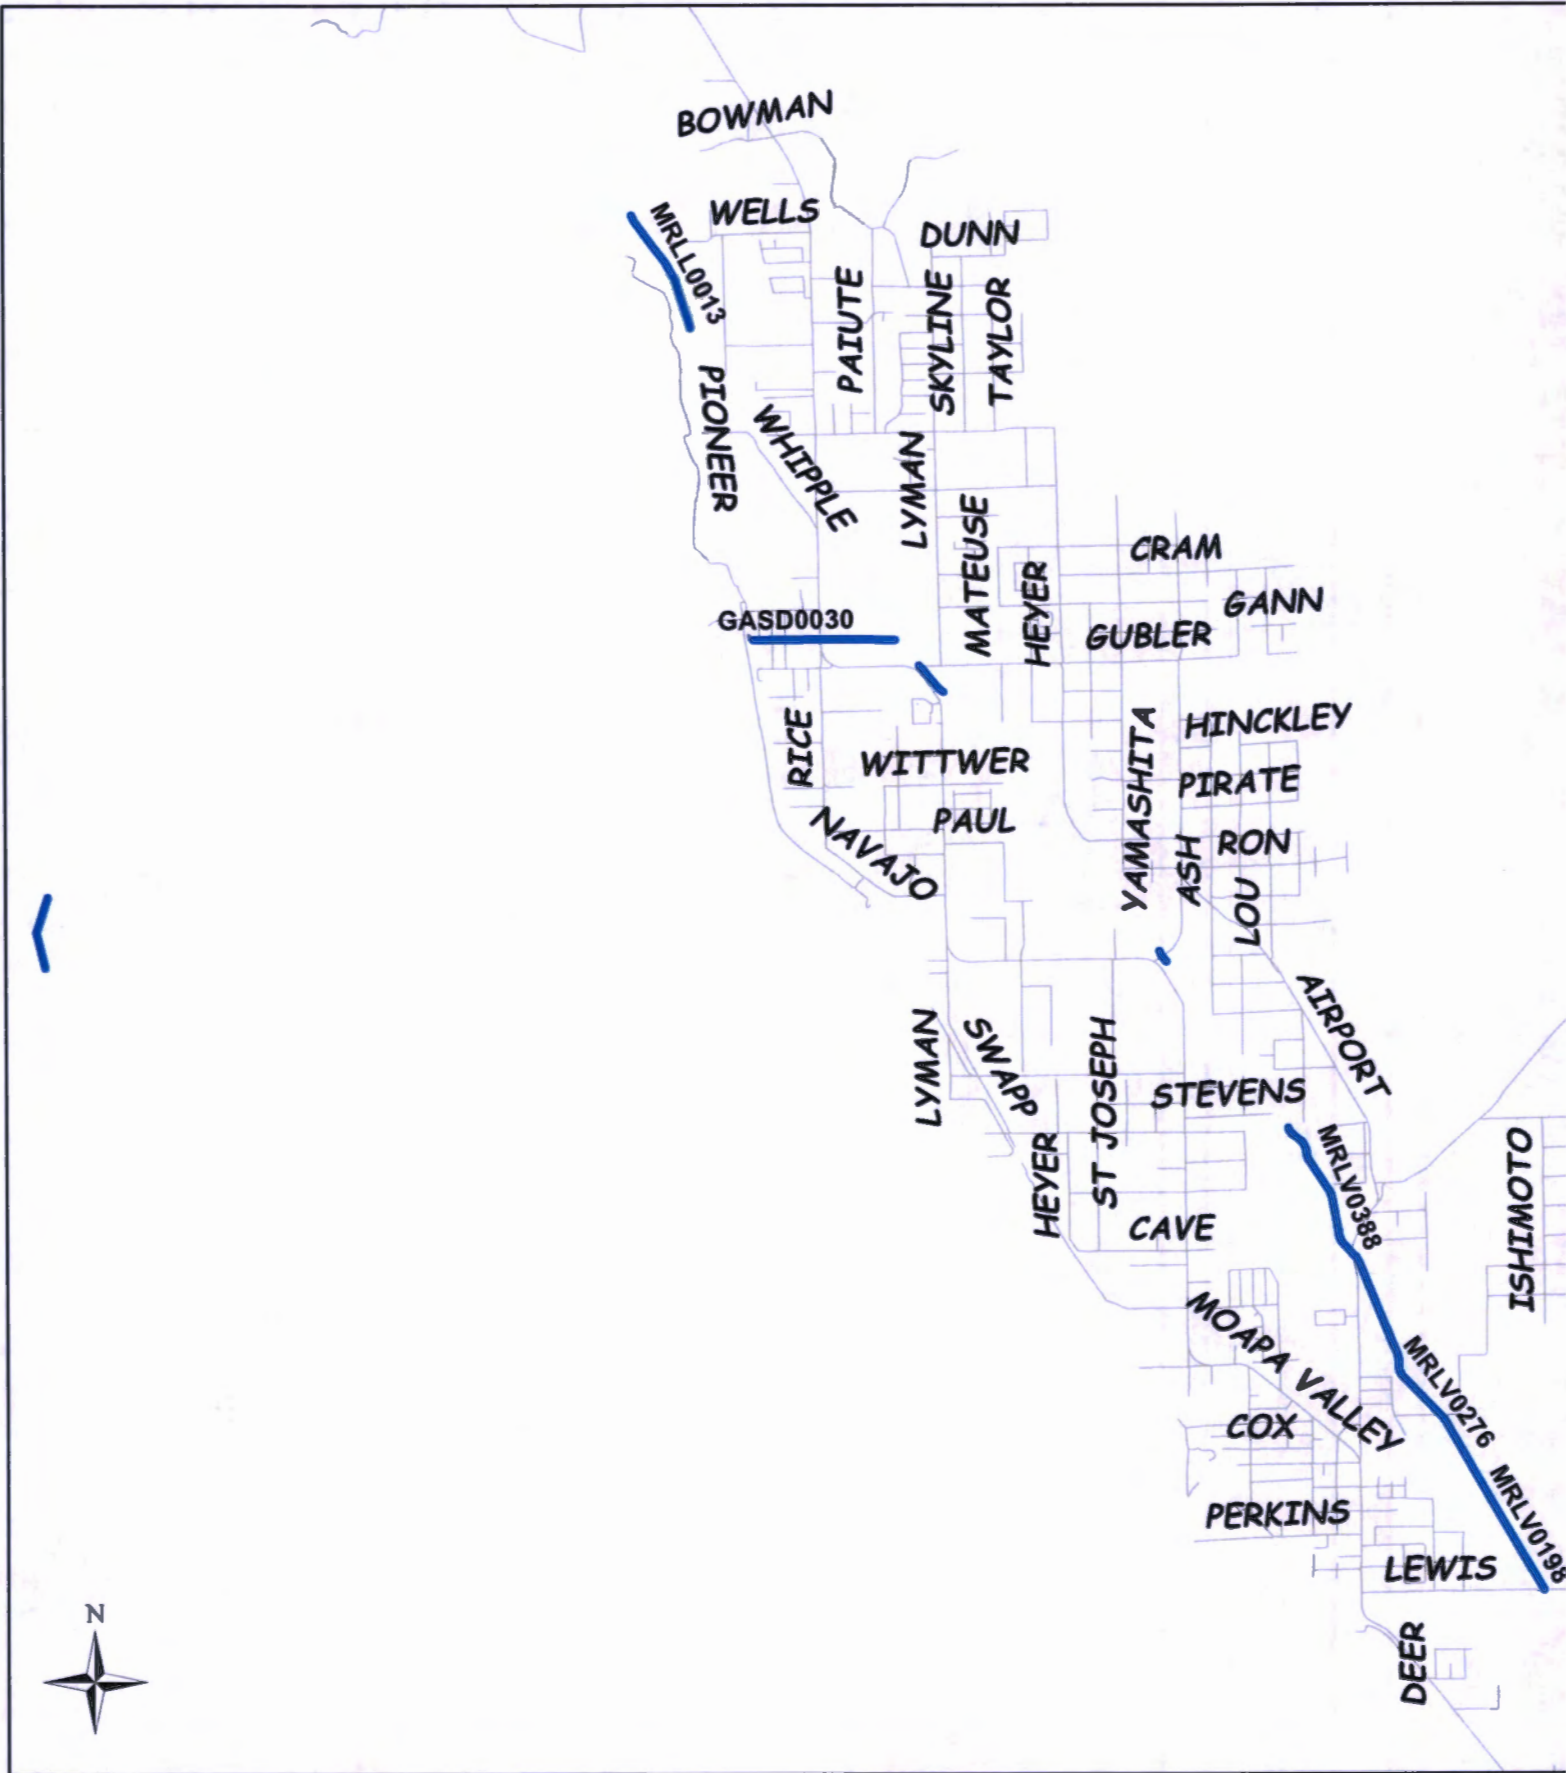 BOWMAN
WELLS
MRLL0013
DUNN
PAIUTE
SKYLINE
TAYLOR
PIONEER
WHIPPLE
LYMAN
MATEUSE
CRAM
HEYER
GANN
GASD0030
GUBLER
RICE
YAMASHITA
HINCKLEY
WITTWER
PIRATE
PAUL
NAVAJO
RON
ASH
LOU
AIRPORT
LYMAN
SWAPP
ST JOSEPH
STEVENS
HEYER
MRLV0388
ISHIMOTO
CAVE
MOAPA VALLEY
MRLV0276
COX
MRLV0198
PERKINS
LEWIS
N
DEER